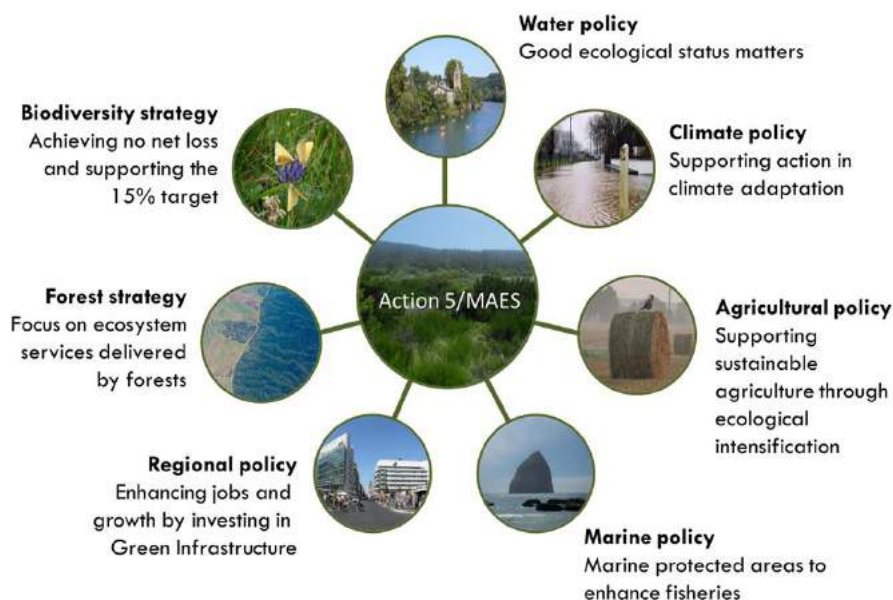 Water policy
Good ecological status matters
Biodiversity strategy
Achieving no net loss
and supporting the
15% target
Climate policy
Supporting action in
climate adaptation
Action 5/MAES
Forest strategy
Focus on ecosystem
services delivered
by forests
Agricultural policy
Supporting
sustainable
agriculture through
ecological
intensification
Regional policy
Enhancing jobs and
growth by investing in
Green Infrastructure
Marine policy
Marine protected areas to
enhance fisheries